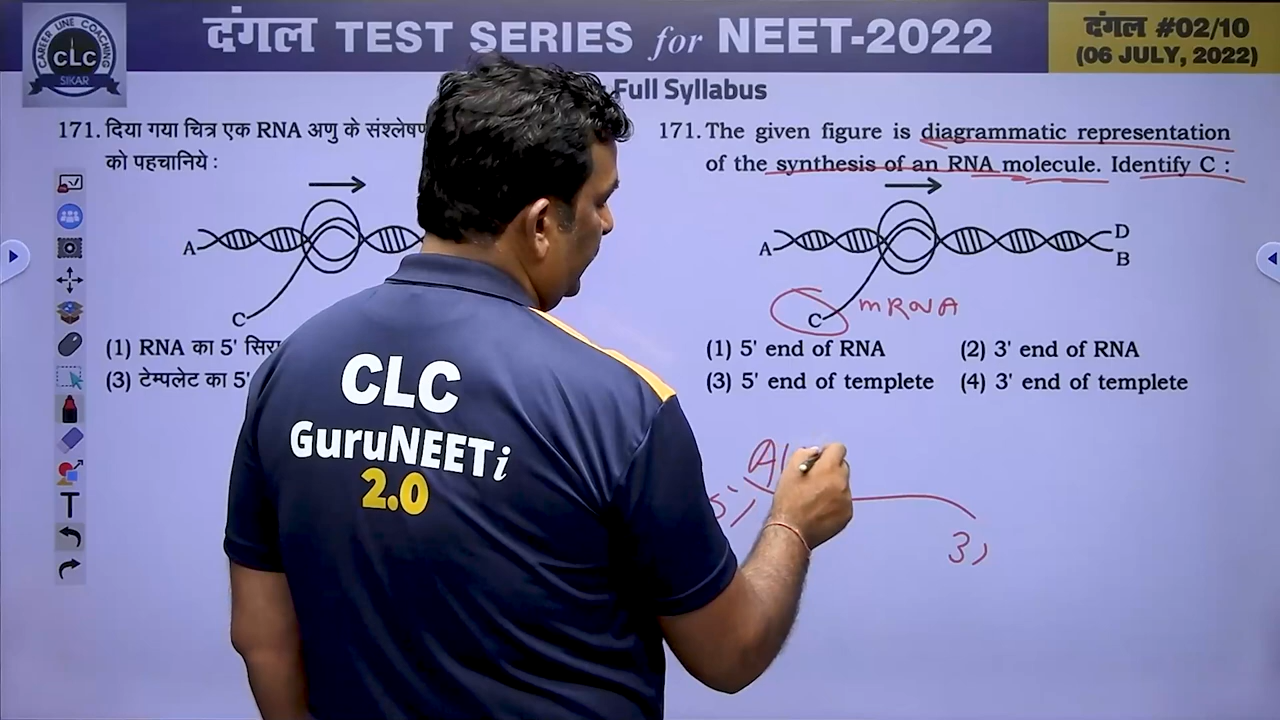 CAREER LINE COACHING
CLC
SIKAR
दंगल TEST SERIES for NEET-2022
दंगल #02/10
(06 JULY, 2022)
Full Syllabus
171. दिया गया चित्र एक RNA अणु के संश्लेषण
को पहचानिये :
A
C
(1) RNA का 5' सिरा
(3) टेम्पलेट का 5'
171. The given figure is diagrammatic representation
of the synthesis of an RNA molecule. Identify C :
A
D
B
C
mRNA
(1) 5' end of RNA
(2) 3' end of RNA
(3) 5' end of templete
(4) 3' end of templete
5'
3'
CLC
GuruNEETi
2.0
T